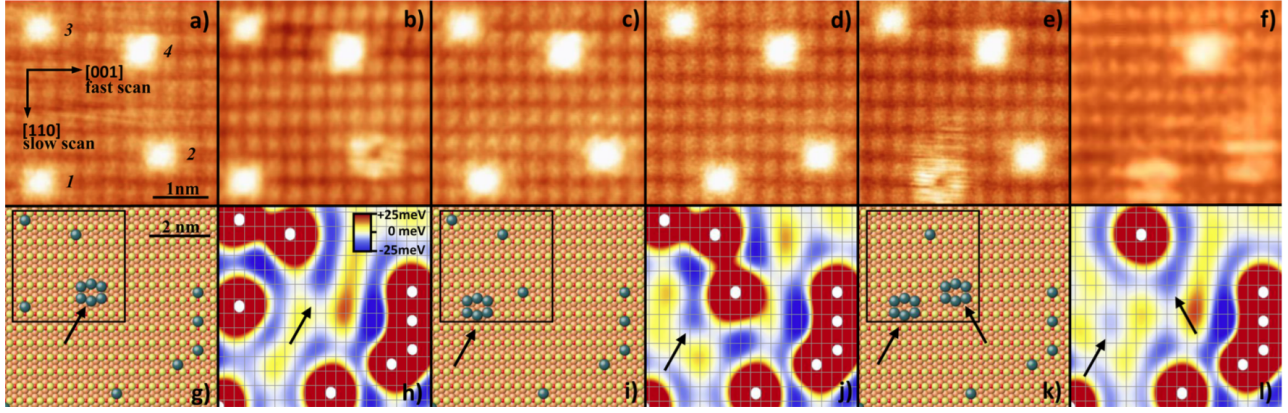 a)
3
4
[001]
fast scan
[110]
slow scan
2
1
1nm
b)
c)
d)
e)
f)
2 nm
g)
+25meV
0 meV
-25meV
h)
i)
j)
k)
l)